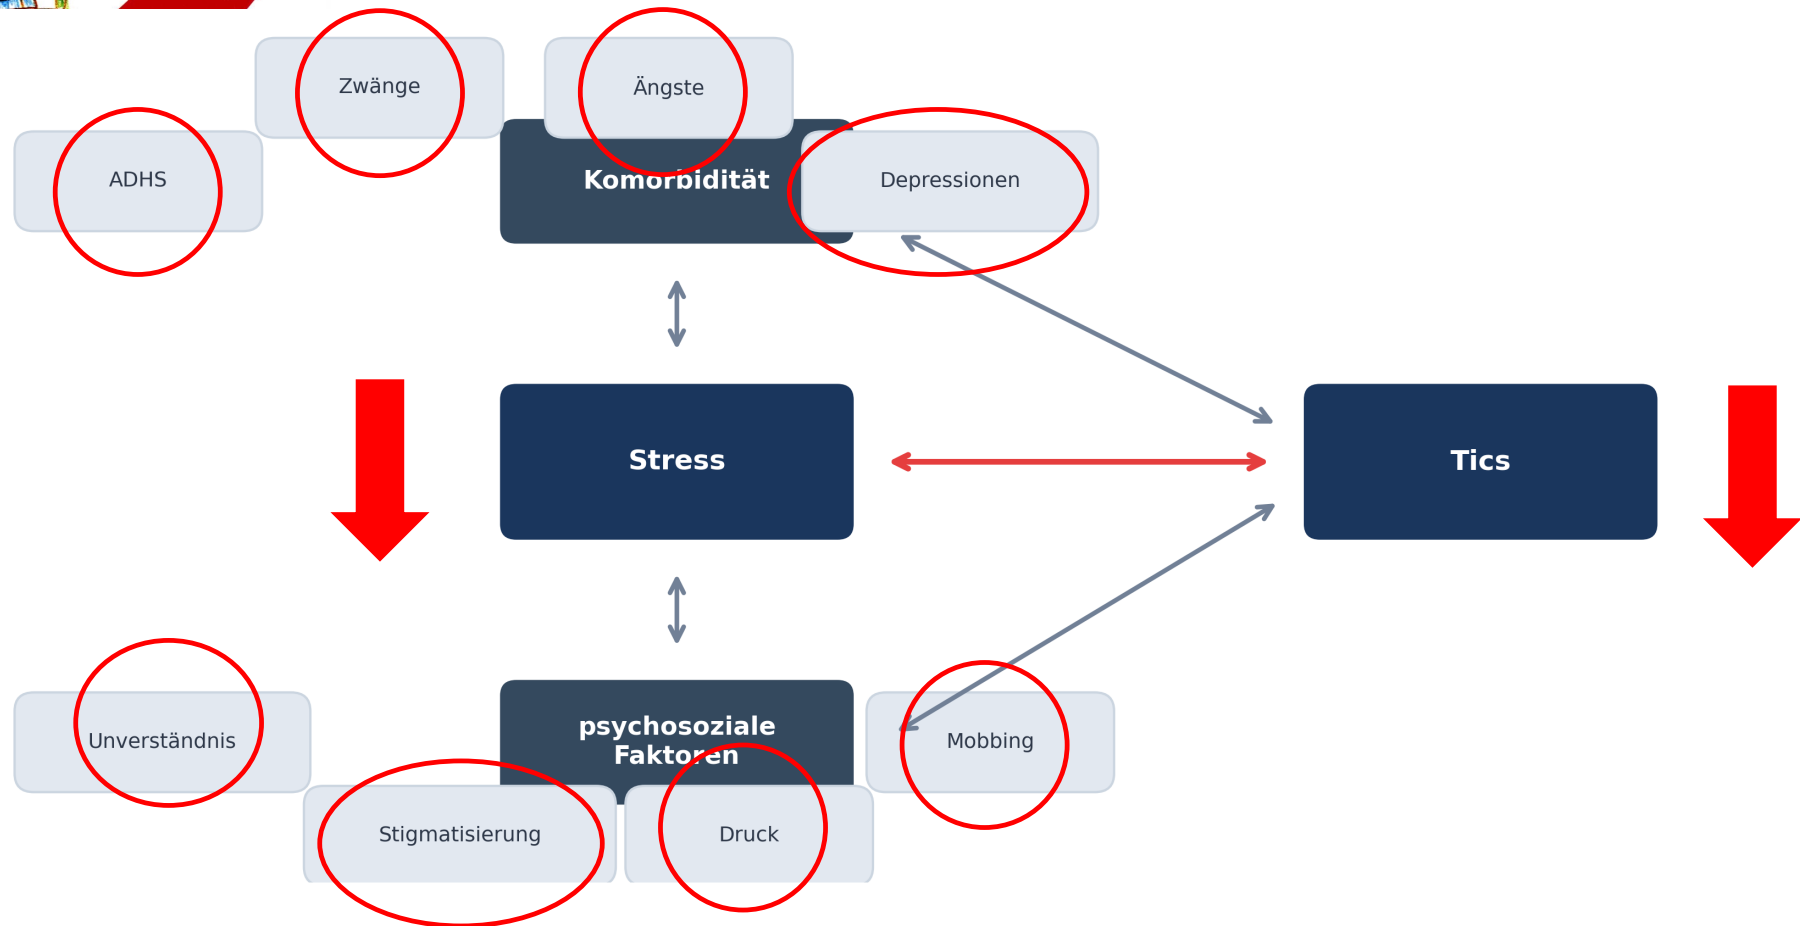 Zwänge
Ängste
ADHS
Komorbidität
Depressionen
Stress
Tics
psychosoziale
Faktoren
Unverständnis
Mobbing
Stigmatisierung
Druck